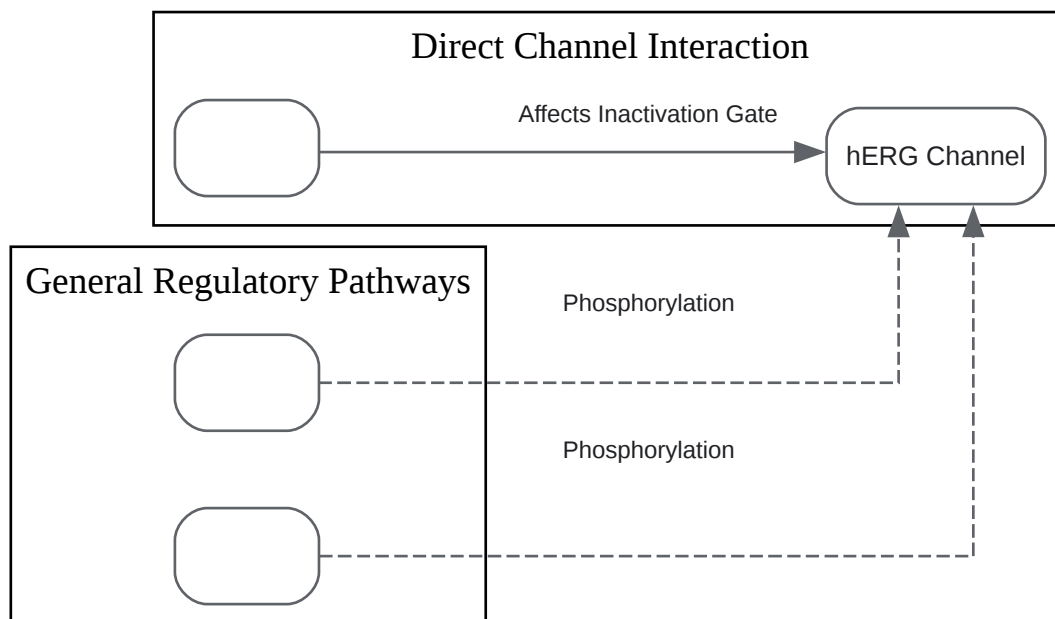 Direct Channel Interaction
Affects Inactivation Gate
hERG Channel
General Regulatory Pathways
Phosphorylation
Phosphorylation